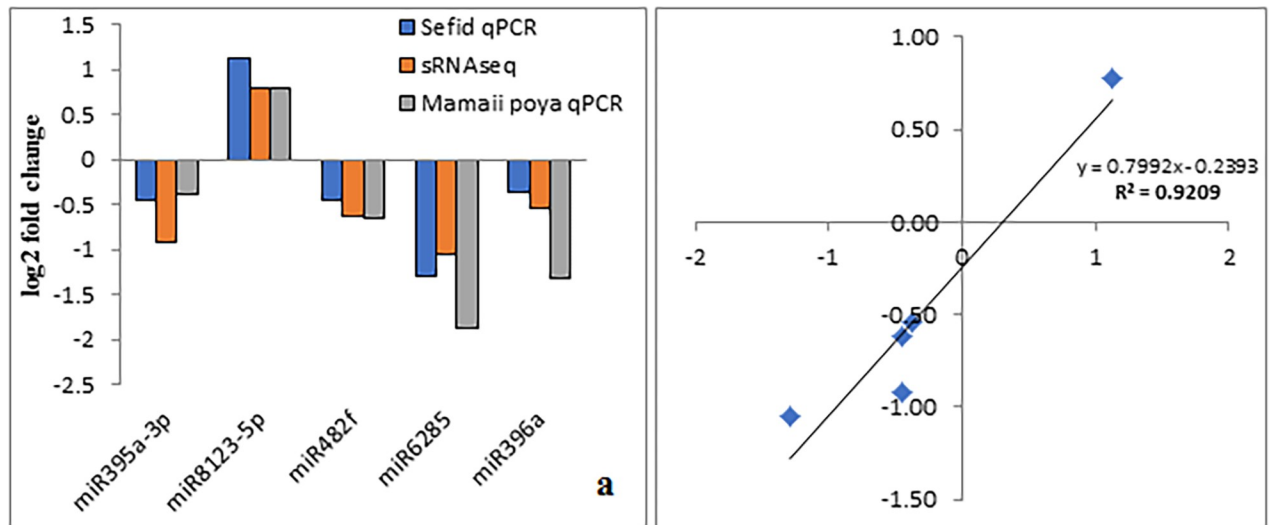 1.5
1
0.5
0
-0.5
-1
-1.5
-2
-2.5
log2 fold change
Sefid qPCR
sRNAseq
Mamaii poya qPCR
miR395a-3p
miR8123-5p
miR482f
miR6285
miR396a
a
1.00
0.50
0.00
-0.50
-1.00
-1.50
-2
-1
0
1
2
y = 0.7992x-0.2393
R² = 0.9209